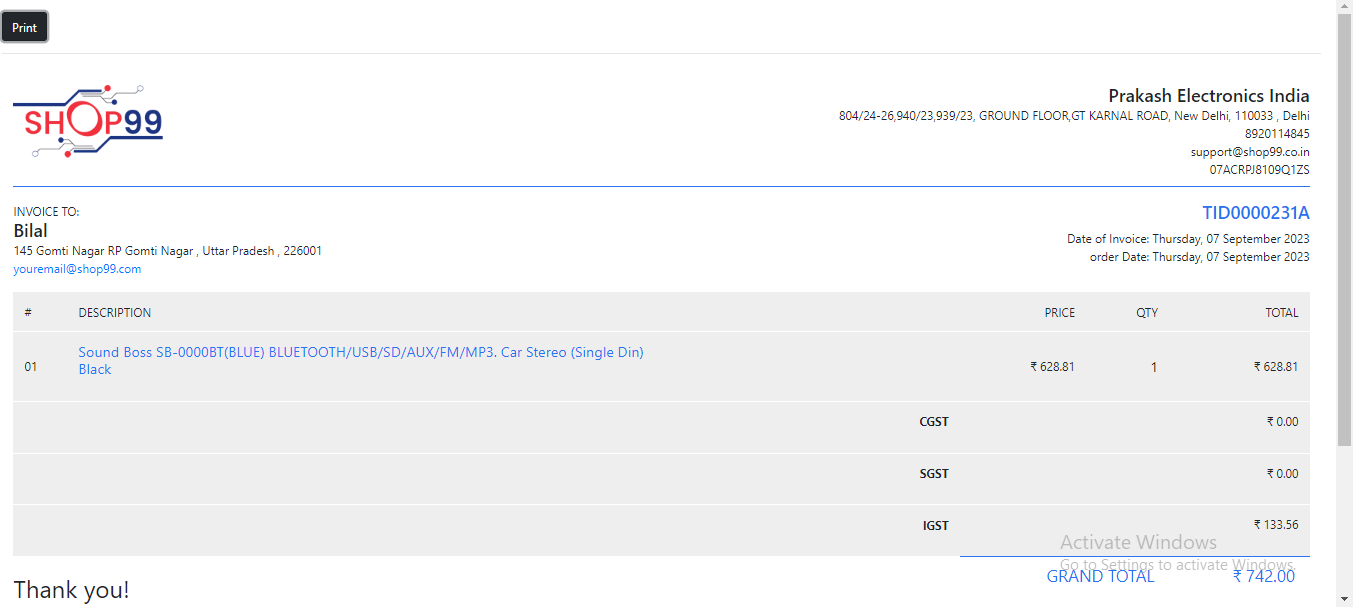 Print
SHOP99
Prakash Electronics India
804/24-26,940/23,939/23, GROUND FLOOR,GT KARNAL ROAD, New Delhi, 110033 , Delhi
8920114845
support@shop99.co.in
07ACRPJ8109Q1ZS
INVOICE TO:
Bilal
145 Gomti Nagar RP Gomti Nagar , Uttar Pradesh , 226001
youremail@shop99.com
TID0000231A
Date of Invoice: Thursday, 07 September 2023
order Date: Thursday, 07 September 2023
# DESCRIPTION PRICE QTY TOTAL
01 Sound Boss SB-0000BT(BLUE) BLUETOOTH/USB/SD/AUX/FM/MP3. Car Stereo (Single Din) Black ₹ 628.81 1 ₹ 628.81
CGST ₹ 0.00
SGST ₹ 0.00
IGST ₹ 133.56
Activate Windows
Go to Settings to activate Windows.
GRAND TOTAL ₹ 742.00
Thank you!